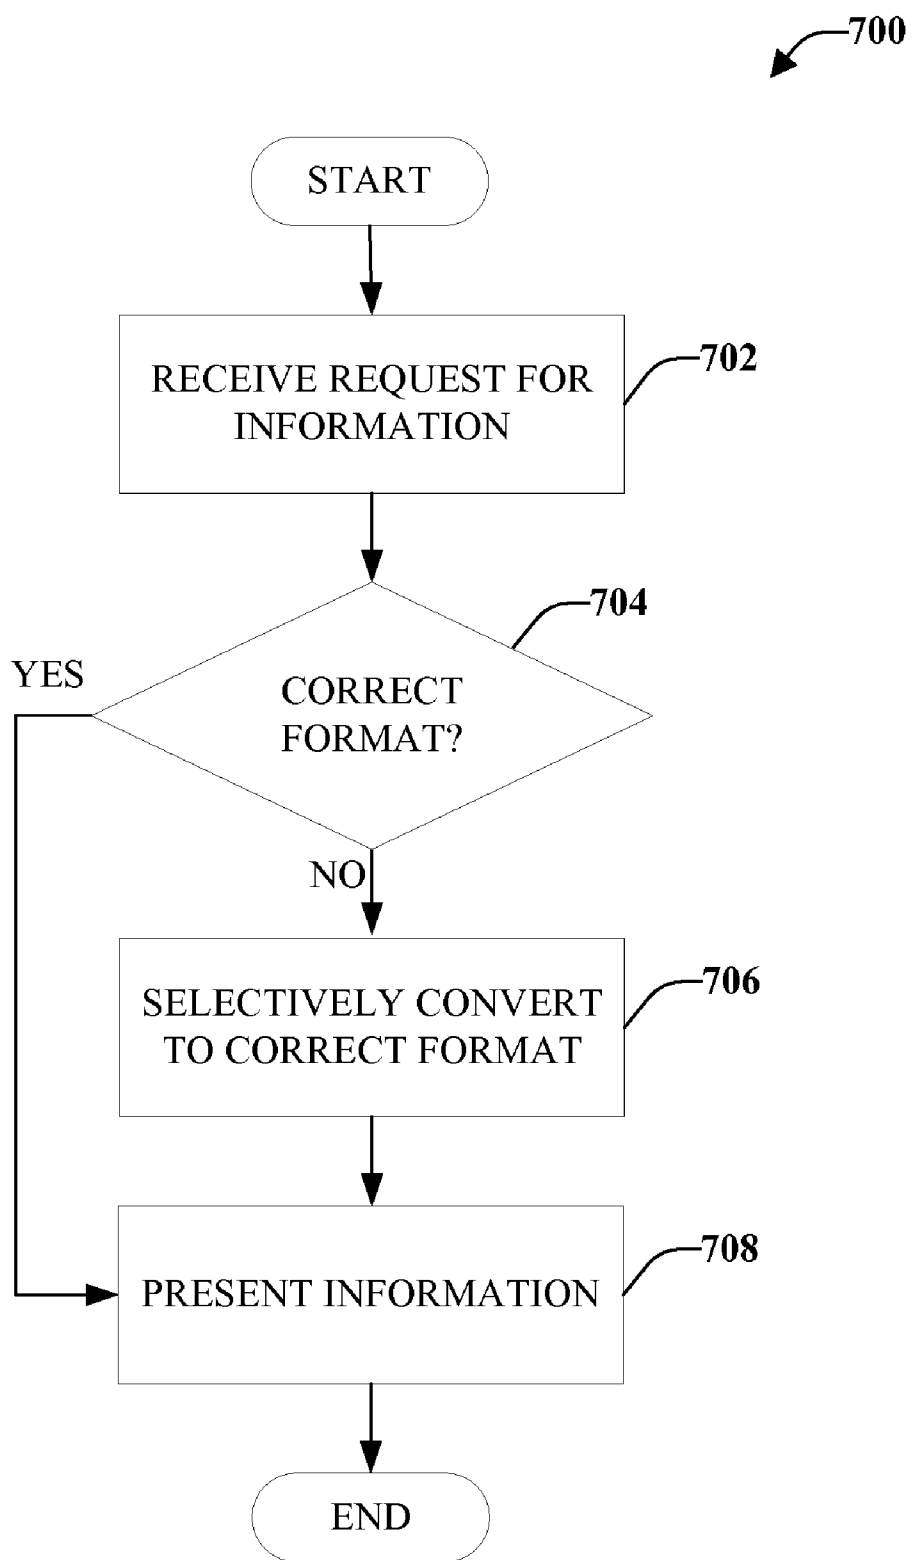 700
START
RECEIVE REQUEST FOR
INFORMATION
702
704
CORRECT
FORMAT?
YES
NO
SELECTIVELY CONVERT
TO CORRECT FORMAT
706
PRESENT INFORMATION
708
END